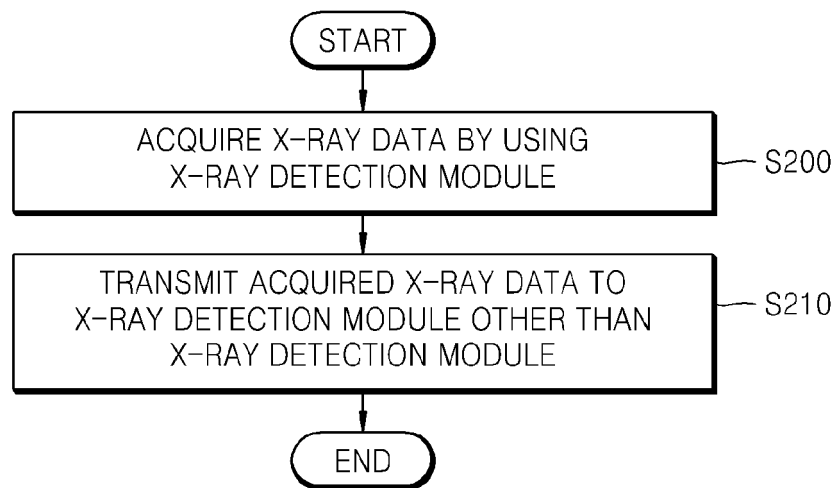 START
ACQUIRE X-RAY DATA BY USING
X-RAY DETECTION MODULE
S200
TRANSMIT ACQUIRED X-RAY DATA TO
X-RAY DETECTION MODULE OTHER THAN
X-RAY DETECTION MODULE
S210
END